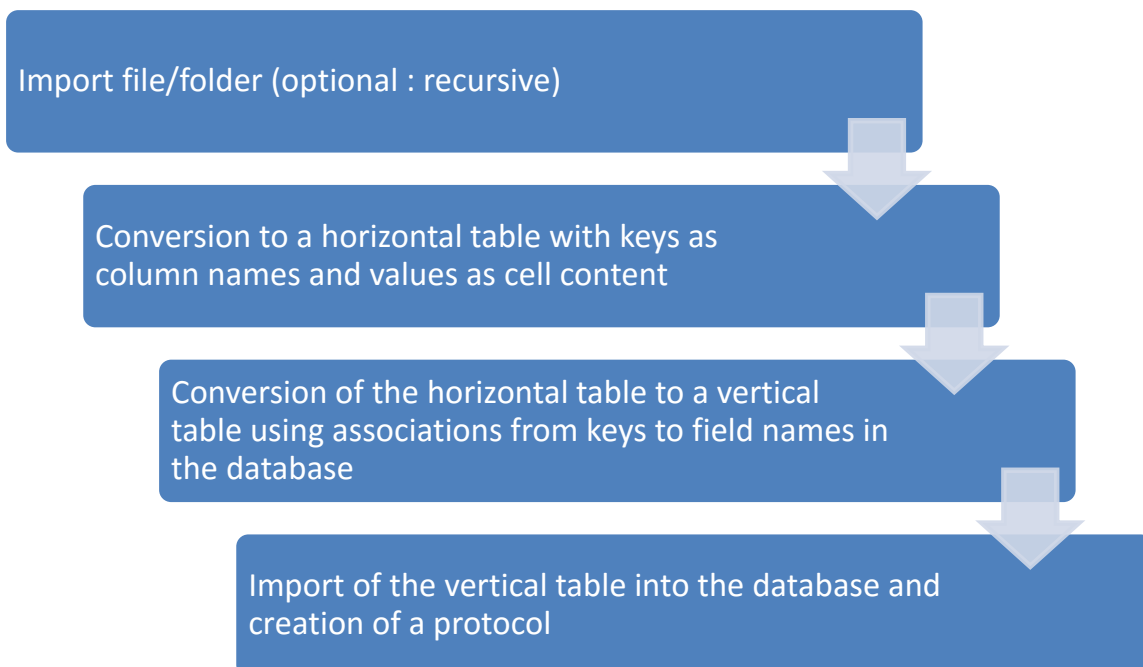 Import file/folder (optional : recursive)
Conversion to a horizontal table with keys as
column names and values as cell content
Conversion of the horizontal table to a vertical
table using associations from keys to field names in
the database
Import of the vertical table into the database and
creation of a protocol